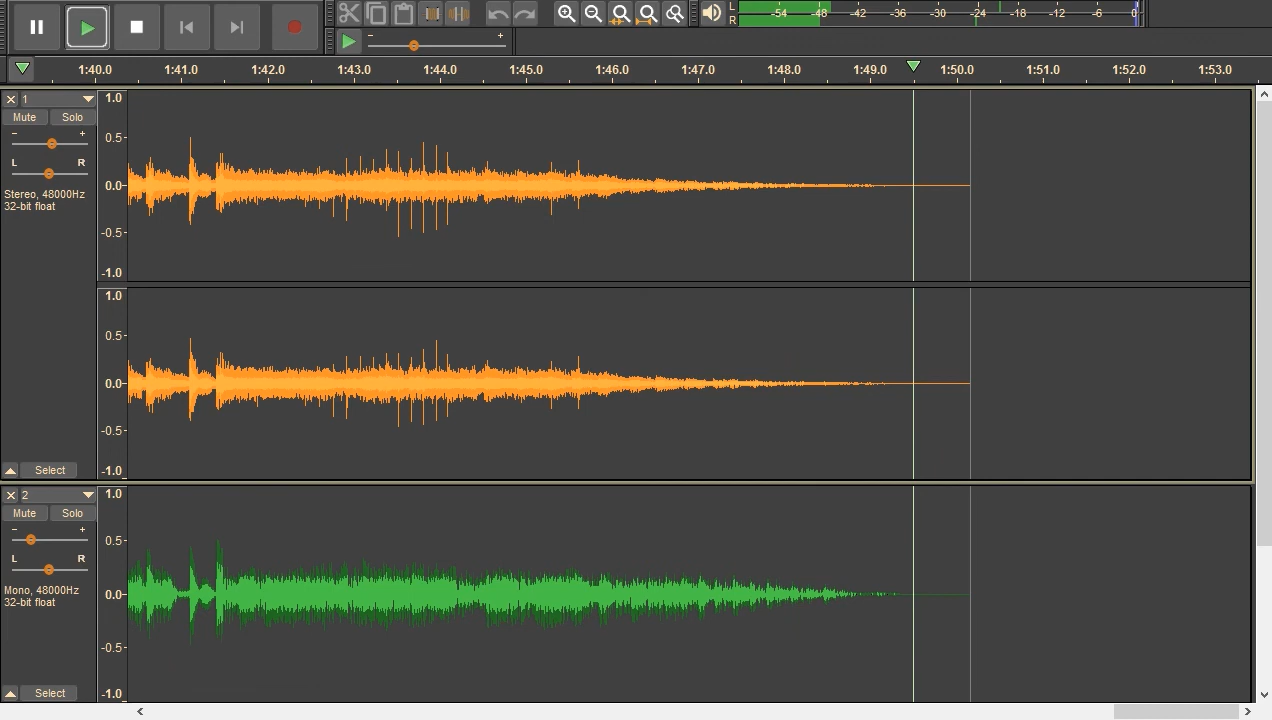 L -54 -48 -42 -36 -30 -24 -18 -12 -6 0
R
- +
1:40.0 1:41.0 1:42.0 1:43.0 1:44.0 1:45.0 1:46.0 1:47.0 1:48.0 1:49.0 1:50.0 1:51.0 1:52.0 1:53.0
1
Mute Solo
- +
L R
Stereo, 48000Hz
32-bit float
Select
1.0
0.5-
0.0-
-0.5-
-1.0
1.0
0.5-
0.0-
-0.5-
-1.0
2
Mute Solo
- +
L R
Mono, 48000Hz
32-bit float
Select
1.0
0.5-
0.0-
-0.5-
-1.0